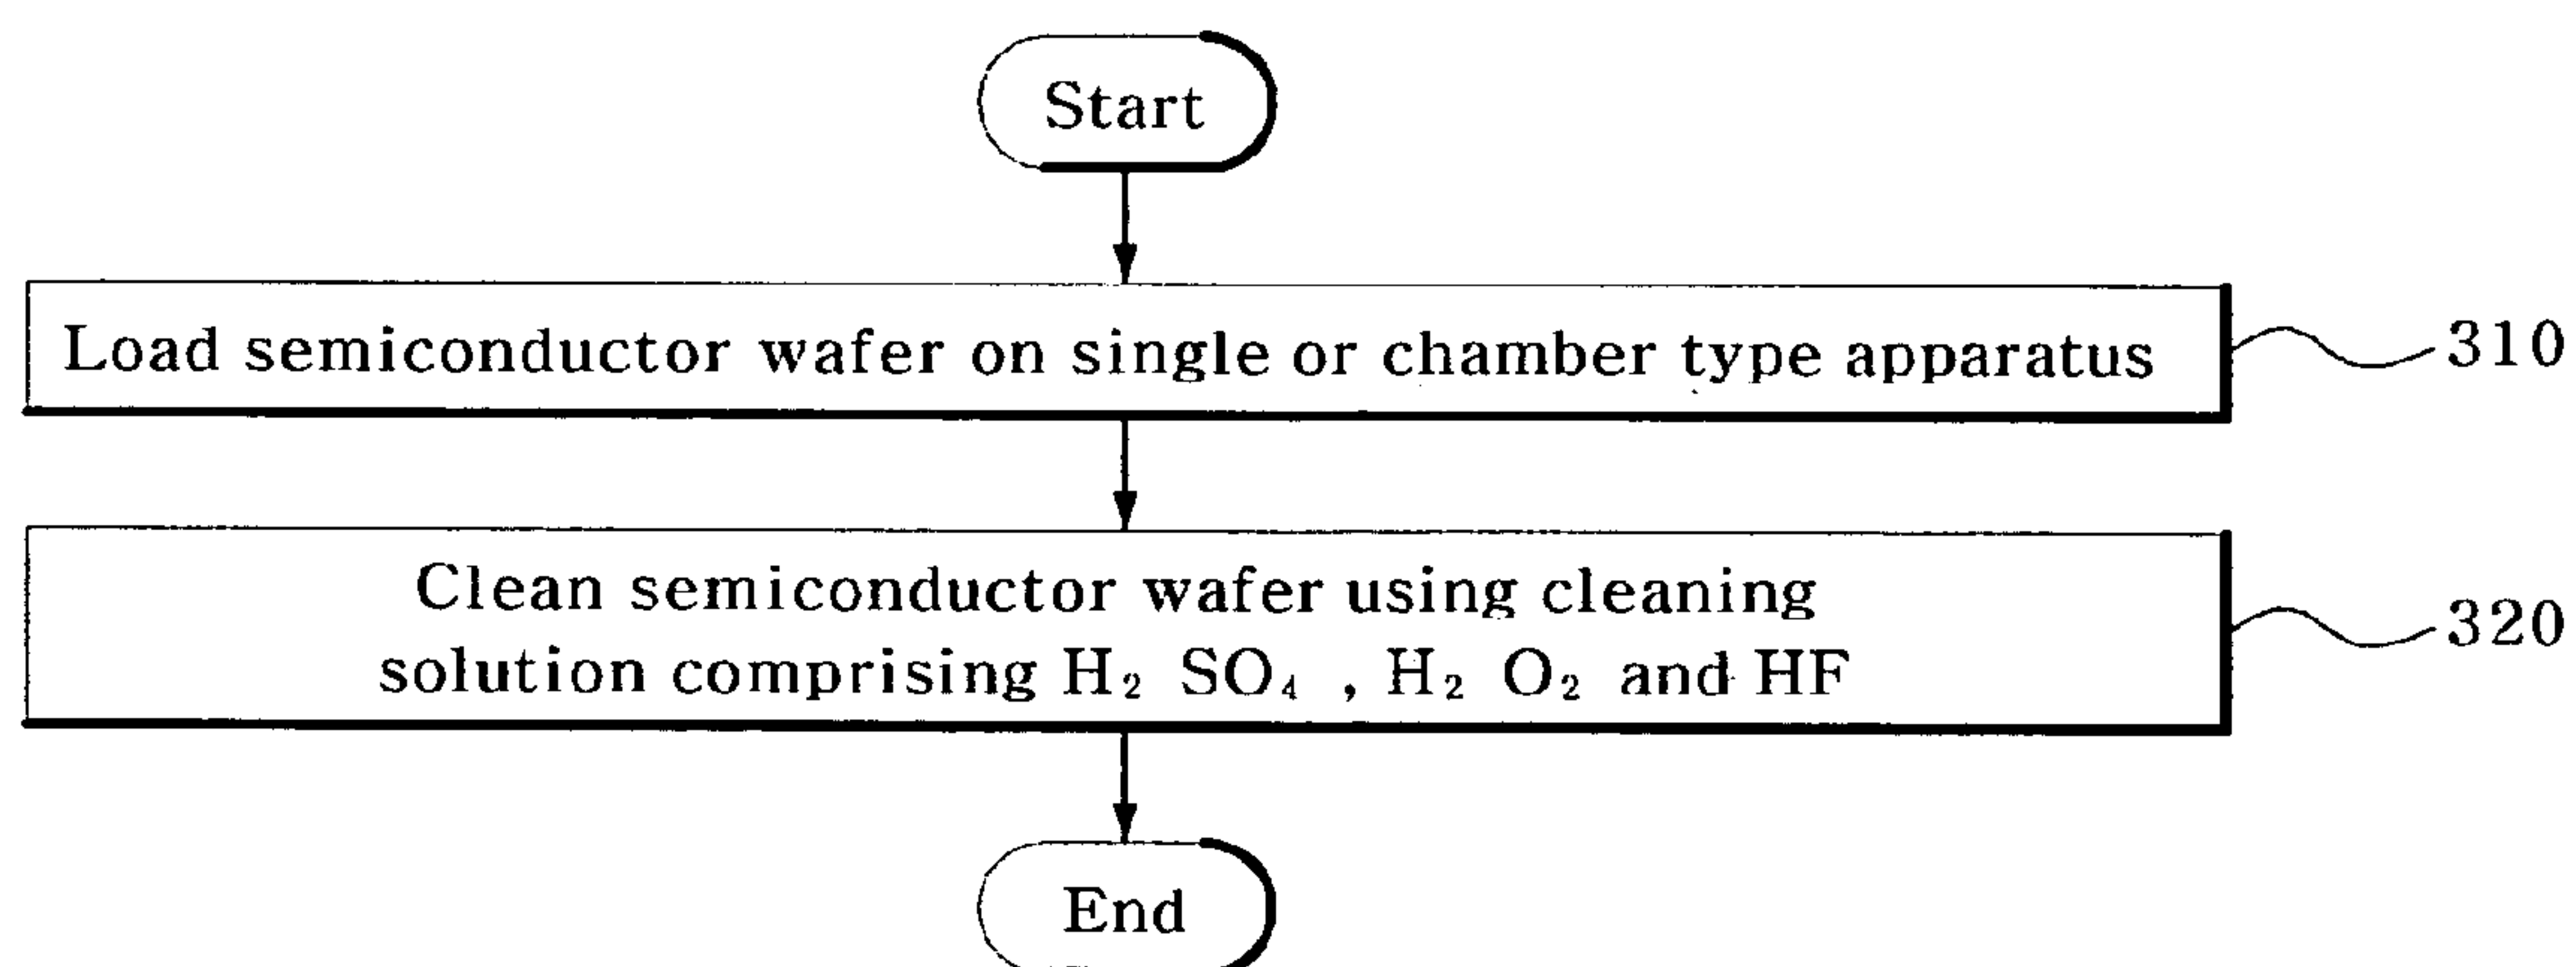 Start
Load semiconductor wafer on single or chamber type apparatus
310
Clean semiconductor wafer using cleaning
solution comprising H₂ SO₄ , H₂ O₂ and HF
320
End